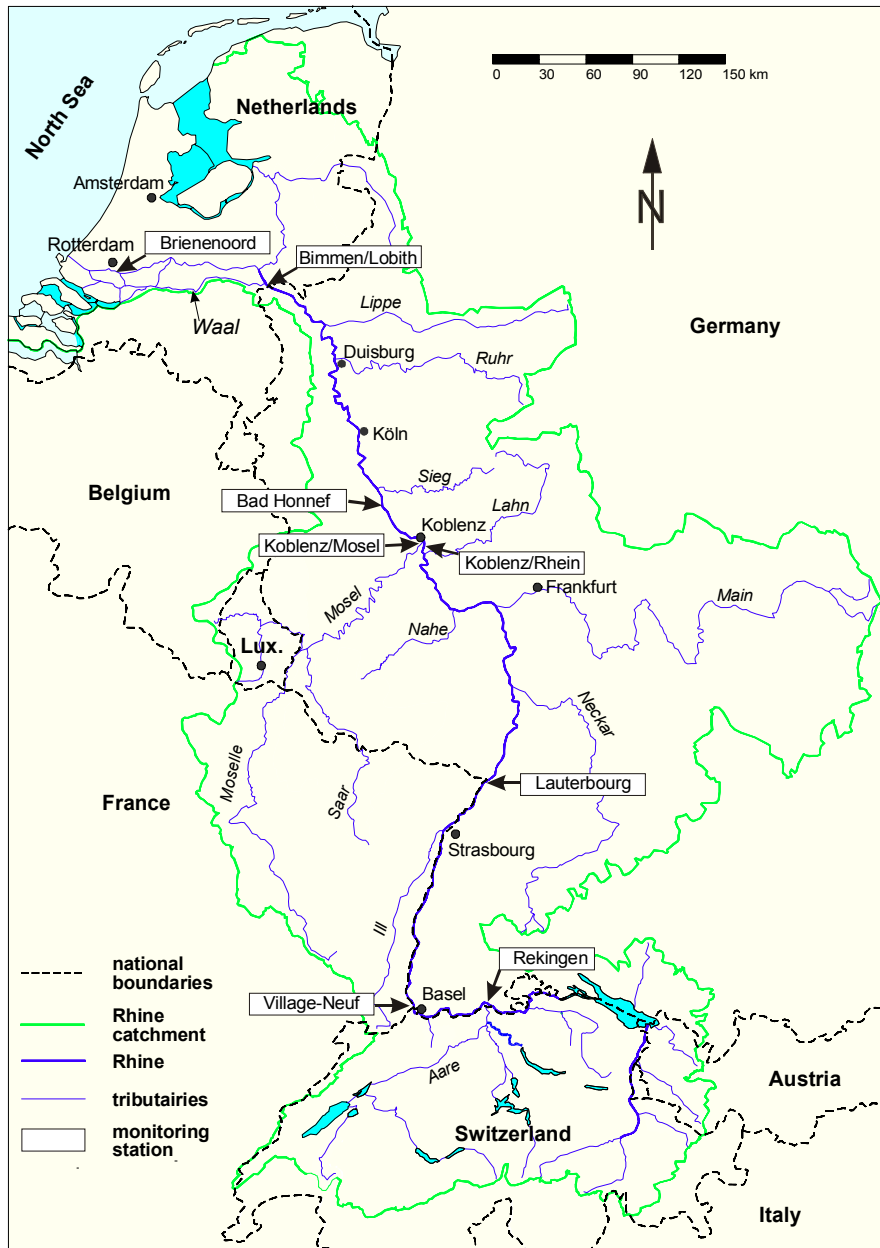 0 30 60 90 120 150 km
North Sea
Netherlands
N
Amsterdam
Rotterdam
Brienenoord
Bimmen/Lobith
Waal
Lippe
Germany
Duisburg
Ruhr
Köln
Belgium
Sieg
Bad Honnef
Lahn
Koblenz
Koblenz/Mosel
Koblenz/Rhein
Mosel
Frankfurt
Main
Nahe
Lux.
Neckar
Moselle
Lauterbourg
France
Saar
Strasbourg
Ill
Rekingen
Village-Neuf
Basel
Aare
Switzerland
Austria
Italy
national
boundaries
Rhine
catchment
Rhine
tributairies
monitoring
station